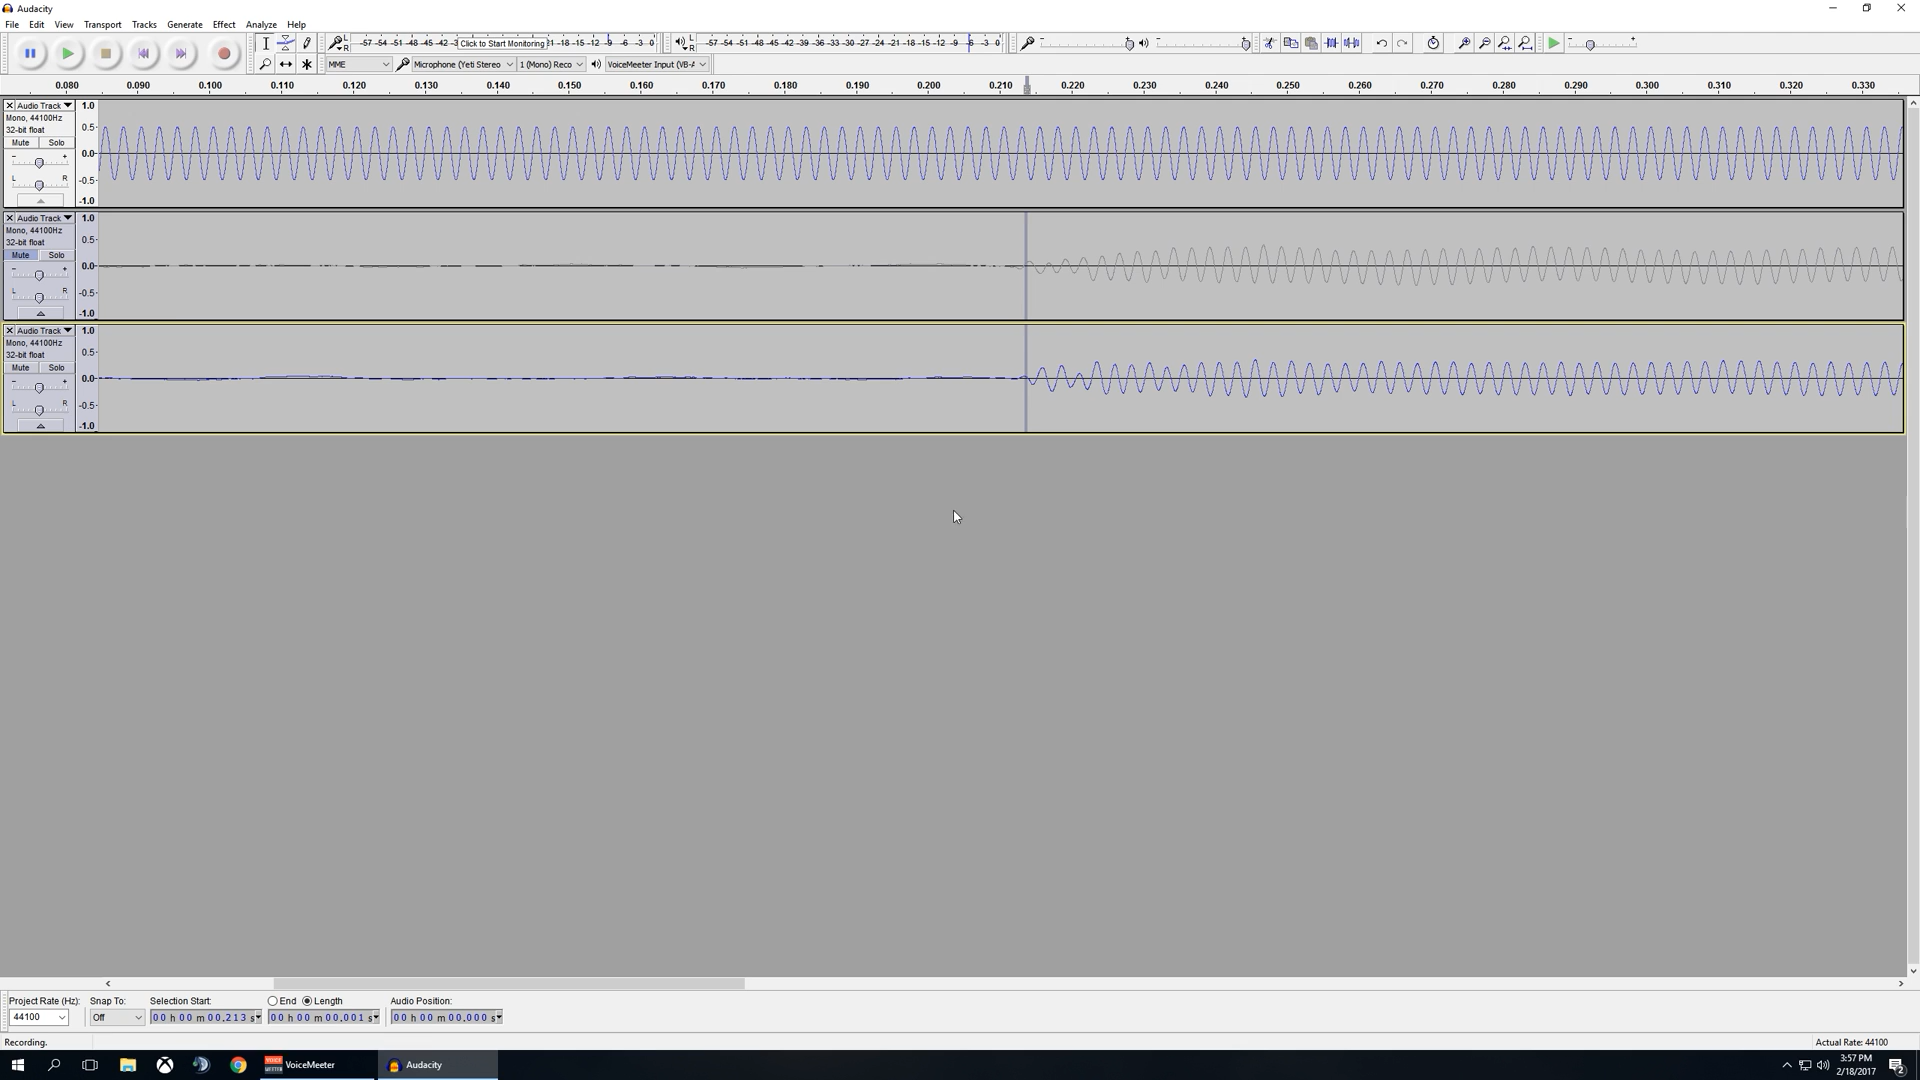 Audacity
File Edit View Transport Tracks Generate Effect Analyze Help
L R -57 -54 -51 -48 -45 -42 -3 Click to Start Monitoring 1 -18 -15 -12 -9 -6 -3 0 L R -57 -54 -51 -48 -45 -42 -39 -36 -33 -30 -27 -24 -21 -18 -15 -12 -9 -6 -3 0
MME Microphone (Yeti Stereo 1 (Mono) Reco VoiceMeeter Input (VB-A
0.080 0.090 0.100 0.110 0.120 0.130 0.140 0.150 0.160 0.170 0.180 0.190 0.200 0.210 0.220 0.230 0.240 0.250 0.260 0.270 0.280 0.290 0.300 0.310 0.320 0.330
Audio Track 1.0
Mono, 44100Hz
32-bit float 0.5
Mute Solo
- + 0.0
L R -0.5
-1.0
Audio Track 1.0
Mono, 44100Hz
32-bit float 0.5
Mute Solo
- + 0.0
L R -0.5
-1.0
Audio Track 1.0
Mono, 44100Hz
32-bit float 0.5
Mute Solo
- + 0.0
L R -0.5
-1.0
Project Rate (Hz): Snap To: Selection Start: End Length Audio Position:
44100 Off 00 h 00 m 00.213 s 00 h 00 m 00.001 s 00 h 00 m 00.000 s
Recording. Actual Rate: 44100
VOICE MEETER VoiceMeeter Audacity 3:57 PM
2/18/2017 2